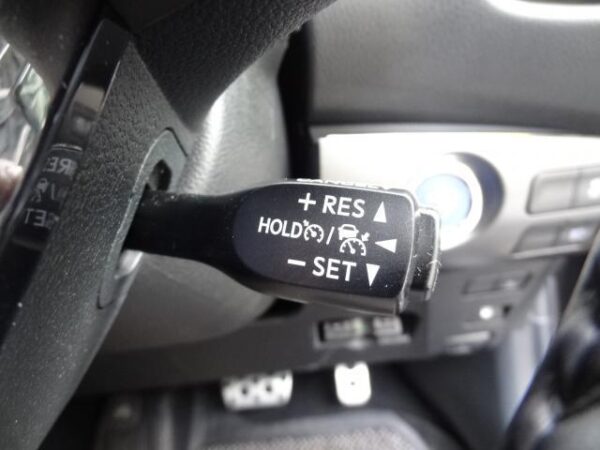 + RES
HOLD /
− SET